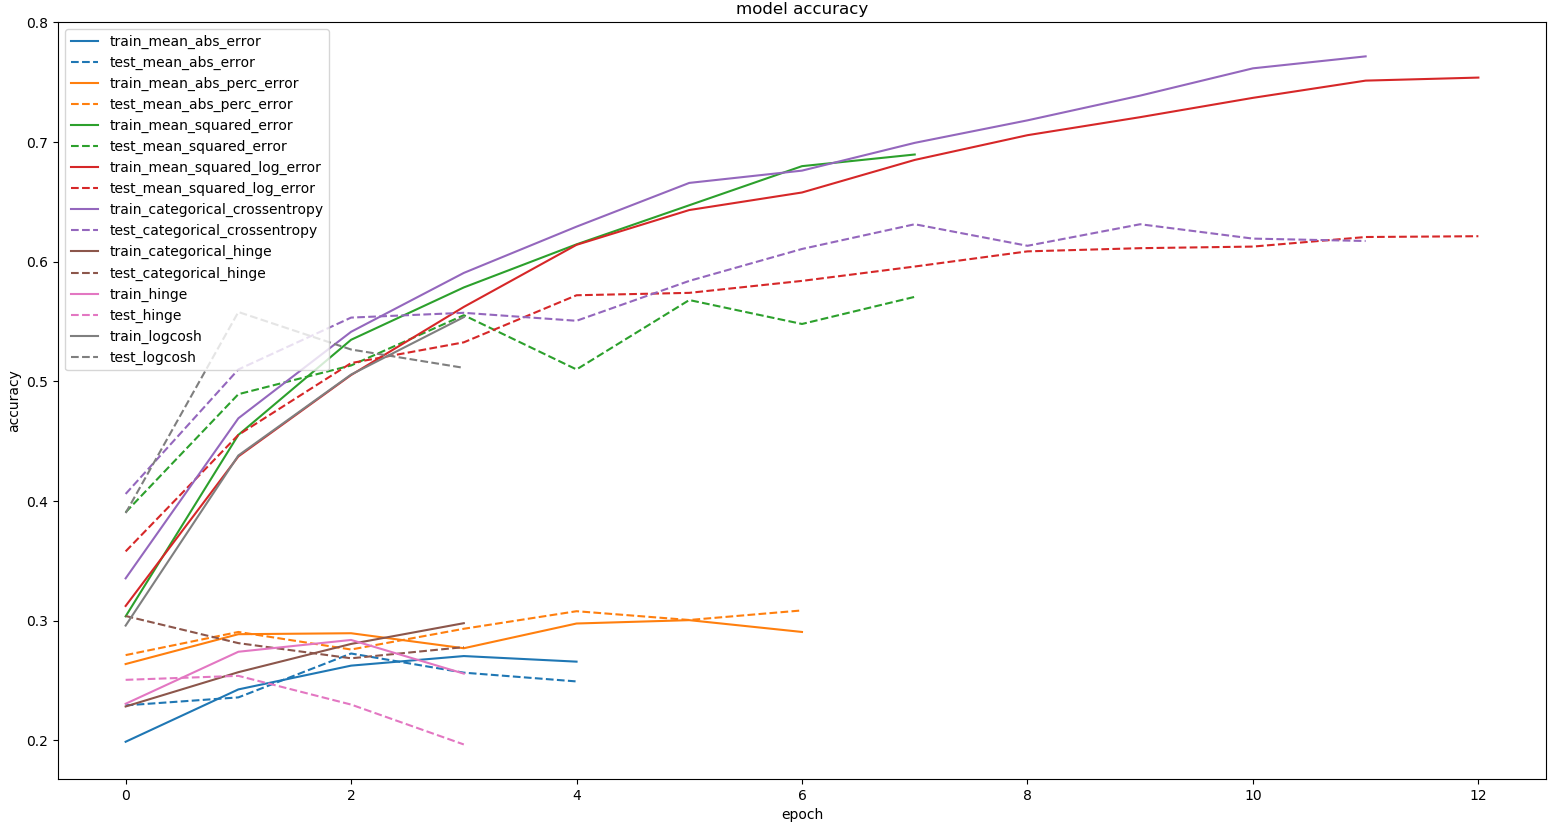 model accuracy
train_mean_abs_error
test_mean_abs_error
train_mean_abs_perc_error
test_mean_abs_perc_error
train_mean_squared_error
test_mean_squared_error
train_mean_squared_log_error
test_mean_squared_log_error
train_categorical_crossentropy
test_categorical_crossentropy
train_categorical_hinge
test_categorical_hinge
train_hinge
test_hinge
train_logcosh
test_logcosh
accuracy
0.8
0.7
0.6
0.5
0.4
0.3
0.2
0 2 4 6 8 10 12
epoch